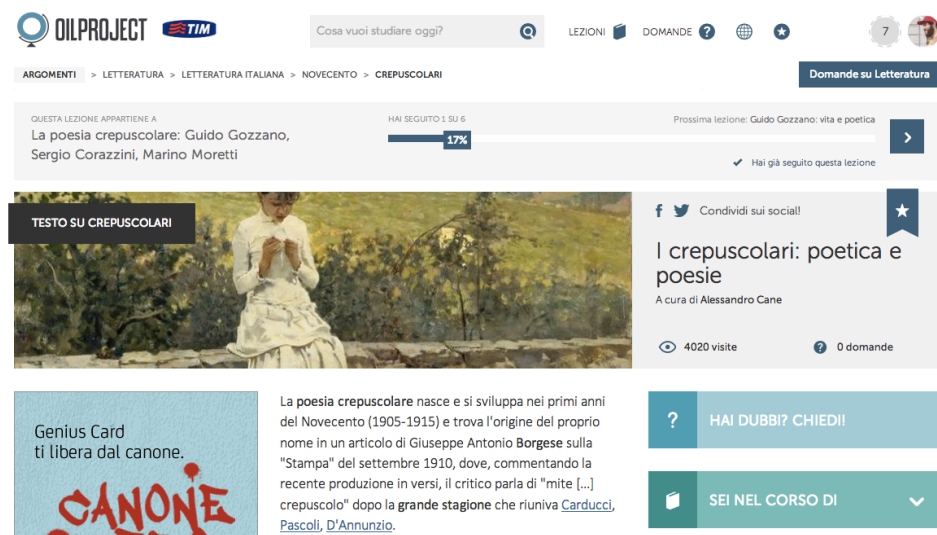 OILPROJECT TIM
Cosa vuoi studiare oggi?
LEZIONI DOMANDE ?
7
ARGOMENTI > LETTERATURA > LETTERATURA ITALIANA > NOVECENTO > CREPUSCOLARI
Domande su Letteratura
QUESTA LEZIONE APPARTIENE A
La poesia crepuscolare: Guido Gozzano,
Sergio Corazzini, Marino Moretti
HAI SEGUITO 1 SU 6
17%
Prossima lezione: Guido Gozzano: vita e poetica
Hai già seguito questa lezione
TESTO SU CREPUSCOLARI
Condividi sui social!
I crepuscolari: poetica e
poesie
A cura di Alessandro Cane
4020 visite
? 0 domande
Genius Card
ti libera dal canone.
CANONE
La poesia crepuscolare nasce e si sviluppa nei primi anni
del Novecento (1905-1915) e trova l'origine del proprio
nome in un articolo di Giuseppe Antonio Borgese sulla
"Stampa" del settembre 1910, dove, commentando la
recente produzione in versi, il critico parla di "mite [...]
crepuscolo" dopo la grande stagione che riuniva Carducci,
Pascoli, D'Annunzio.
? HAI DUBBI? CHIEDI!
SEI NEL CORSO DI